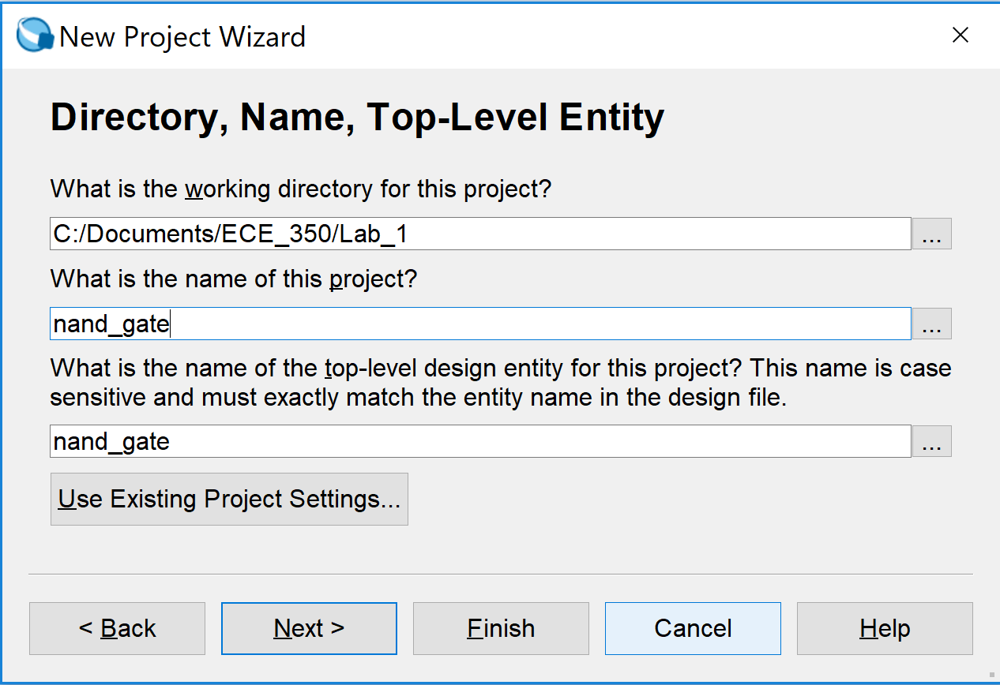 New Project Wizard
Directory, Name, Top-Level Entity
What is the working directory for this project?
C:/Documents/ECE_350/Lab_1
...
What is the name of this project?
nand_gate
...
What is the name of the top-level design entity for this project? This name is case
sensitive and must exactly match the entity name in the design file.
nand_gate
...
Use Existing Project Settings...
< Back
Next >
Finish
Cancel
Help